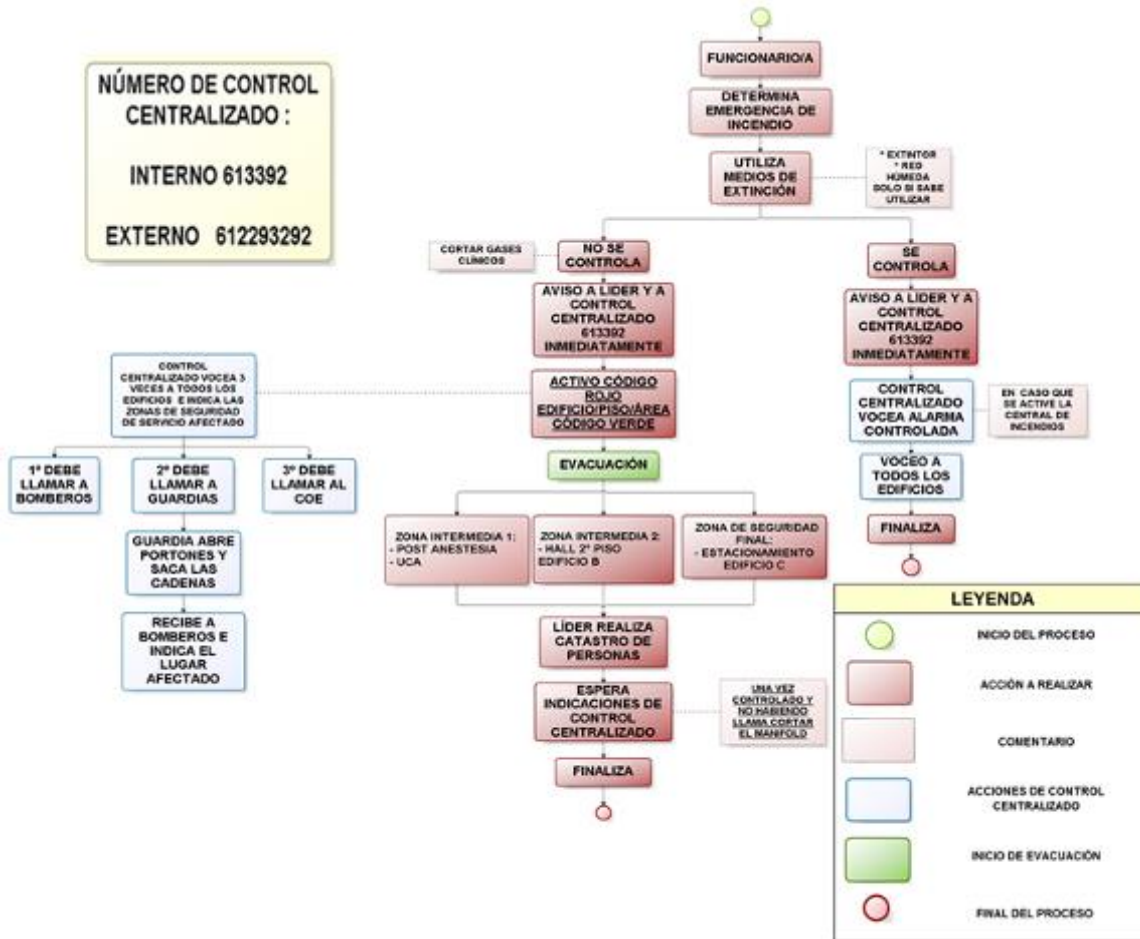 NÚMERO DE CONTROL
CENTRALIZADO :
INTERNO 613392
EXTERNO 612293292
FUNCIONARIO/A
DETERMINA
EMERGENCIA DE
INCENDIO
UTILIZA
MEDIOS DE
EXTINCIÓN
* EXTINTOR
* RED
HÚMEDA
SOLO SI SABE
UTILIZAR
CORTAR GASES
CLÍNICOS
NO SE
CONTROLA
AVISO A LIDER Y A
CONTROL
CENTRALIZADO
613392
INMEDIATAMENTE
ACTIVO CÓDIGO
ROJO
EDIFICIO/PISO/ÁREA
CÓDIGO VERDE
CONTROL
CENTRALIZADO VOCEA 3
VECES A TODOS LOS
EDIFICIOS E INDICA LAS
ZONAS DE SEGURIDAD
DE SERVICIO AFECTADO
1º DEBE
LLAMAR A
BOMBEROS
2º DEBE
LLAMAR A
GUARDIAS
3º DEBE
LLAMAR AL
COE
GUARDIA ABRE
PORTONES Y
SACA LAS
CADENAS
RECIBE A
BOMBEROS E
INDICA EL
LUGAR
AFECTADO
EVACUACIÓN
ZONA INTERMEDIA 1:
- POST ANESTESIA
- UCA
ZONA INTERMEDIA 2:
- HALL 2º PISO
EDIFICIO B
ZONA DE SEGURIDAD
FINAL:
- ESTACIONAMIENTO
EDIFICIO C
LÍDER REALIZA
CATASTRO DE
PERSONAS
ESPERA
INDICACIONES DE
CONTROL
CENTRALIZADO
UNA VEZ
CONTROLADO Y
NO HABIENDO
LLAMA CORTAR
EL MANIFOLD
FINALIZA
SE
CONTROLA
AVISO A LIDER Y A
CONTROL
CENTRALIZADO
613392
INMEDIATAMENTE
CONTROL
CENTRALIZADO
VOCEA ALARMA
CONTROLADA
EN CASO QUE
SE ACTIVE LA
CENTRAL DE
INCENDIOS
VOCEO A
TODOS LOS
EDIFICIOS
FINALIZA
LEYENDA
INICIO DEL PROCESO
ACCIÓN A REALIZAR
COMENTARIO
ACCIONES DE CONTROL
CENTRALIZADO
INICIO DE EVACUACIÓN
FINAL DEL PROCESO